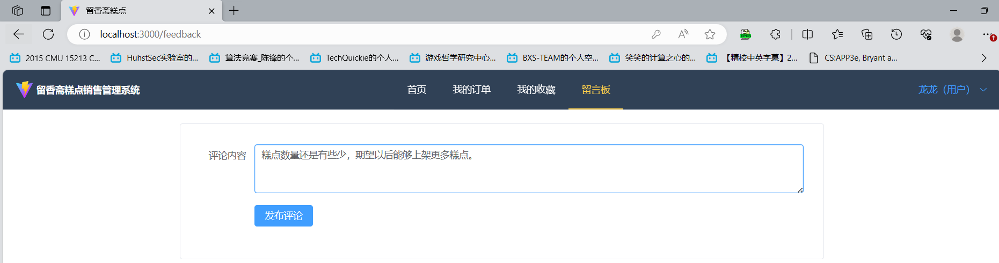 留香斋糕点
localhost:3000/feedback
EPUB
2015 CMU 15213 C...
HuhstSec实验室的...
算法竞赛_陈锋的个...
TechQuickie的个人...
游戏哲学研究中心...
BXS-TEAM的个人空...
笑笑的计算之心的...
【精校中英字幕】2...
CS:APP3e, Bryant a...
留香斋糕点销售管理系统
首页
我的订单
我的收藏
留言板
龙龙（用户）
评论内容
糕点数量还是有些少，期望以后能够上架更多糕点。
发布评论